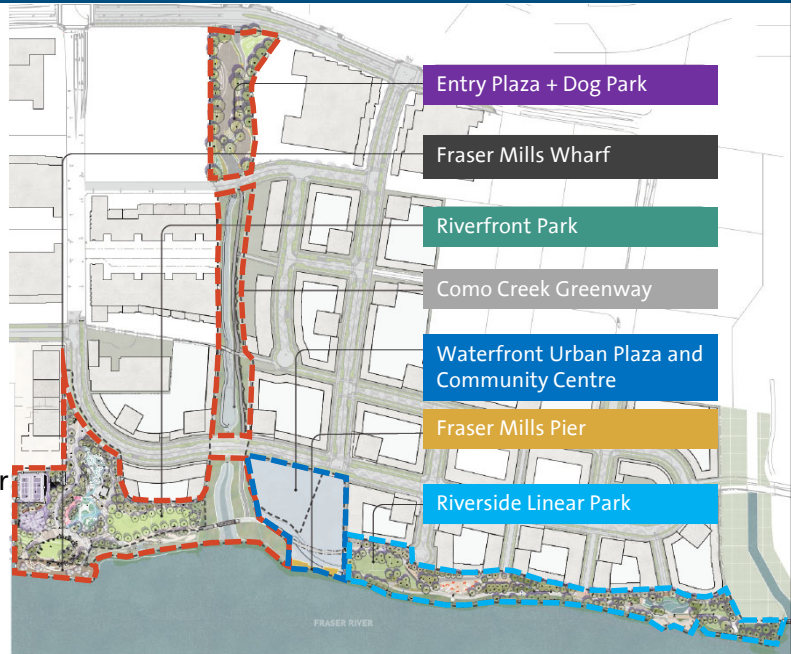 Entry Plaza + Dog Park
Fraser Mills Wharf
Riverfront Park
Como Creek Greenway
Waterfront Urban Plaza and
Community Centre
Fraser Mills Pier
r
Riverside Linear Park
FRASER RIVER